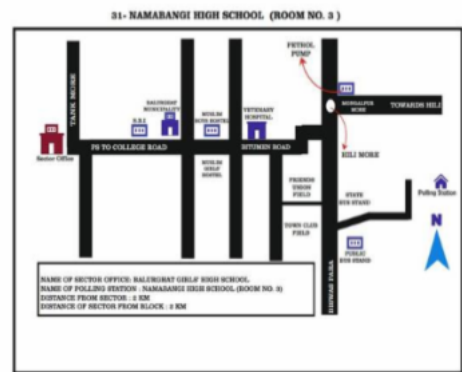 31- NAMABANGI HIGH SCHOOL (ROOM NO. 3 )
PETROL
PUMP
TANK MORE
BALURGHAT
MUNICIPALITY
MUSLIM
BOYS HOSTEL
VETENARY
HOSPITAL
MONGALPUR
MORE
TOWARDS HILI
Sector Office
PS TO COLLEGE ROAD
BITUMEN ROAD
HILI MORE
MUSLIM
GIRLS'
HOSTEL
FRIENDS
UNION
FIELD
STATE
BUS STAND
Polling Station
TOWN CLUB
FIELD
N
PUBLIC
BUS STAND
BISWAS PARA
NAME OF SECTOR OFFICE: BALURGHAT GIRLS' HIGH SCHOOL
NAME OF POLLING STATION : NAMABANGI HIGH SCHOOL (ROOM NO. 3)
DISTANCE FROM SECTOR : 2 KM
DISTANCE OF SECTOR FROM BLOCK : 2 KM